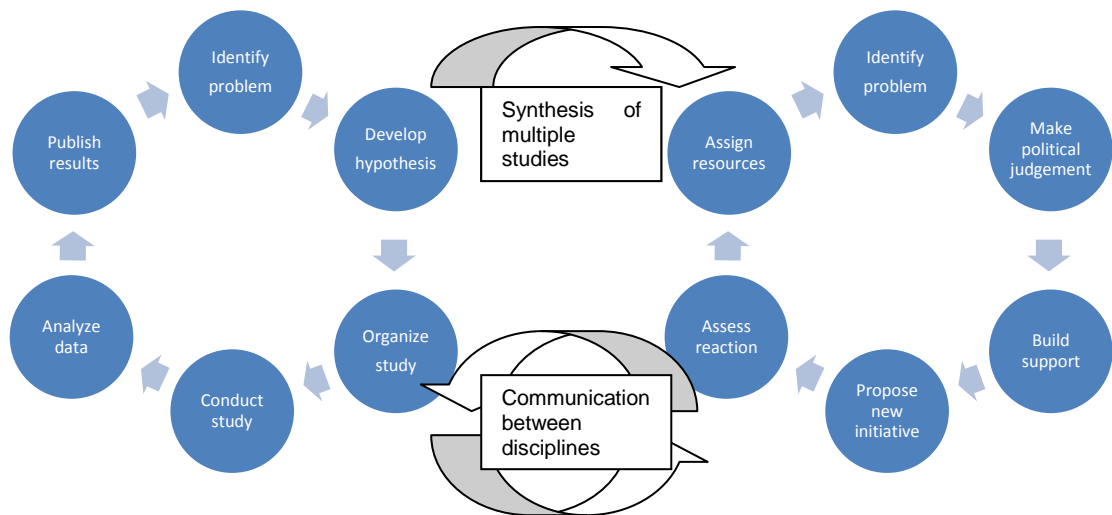 Identify
problem
Develop
hypothesis
Organize
study
Conduct
study
Analyze
data
Publish
results
Synthesis of
multiple
studies
Communication
between
disciplines
Identify
problem
Make
political
judgement
Build
support
Propose
new
initiative
Assess
reaction
Assign
resources